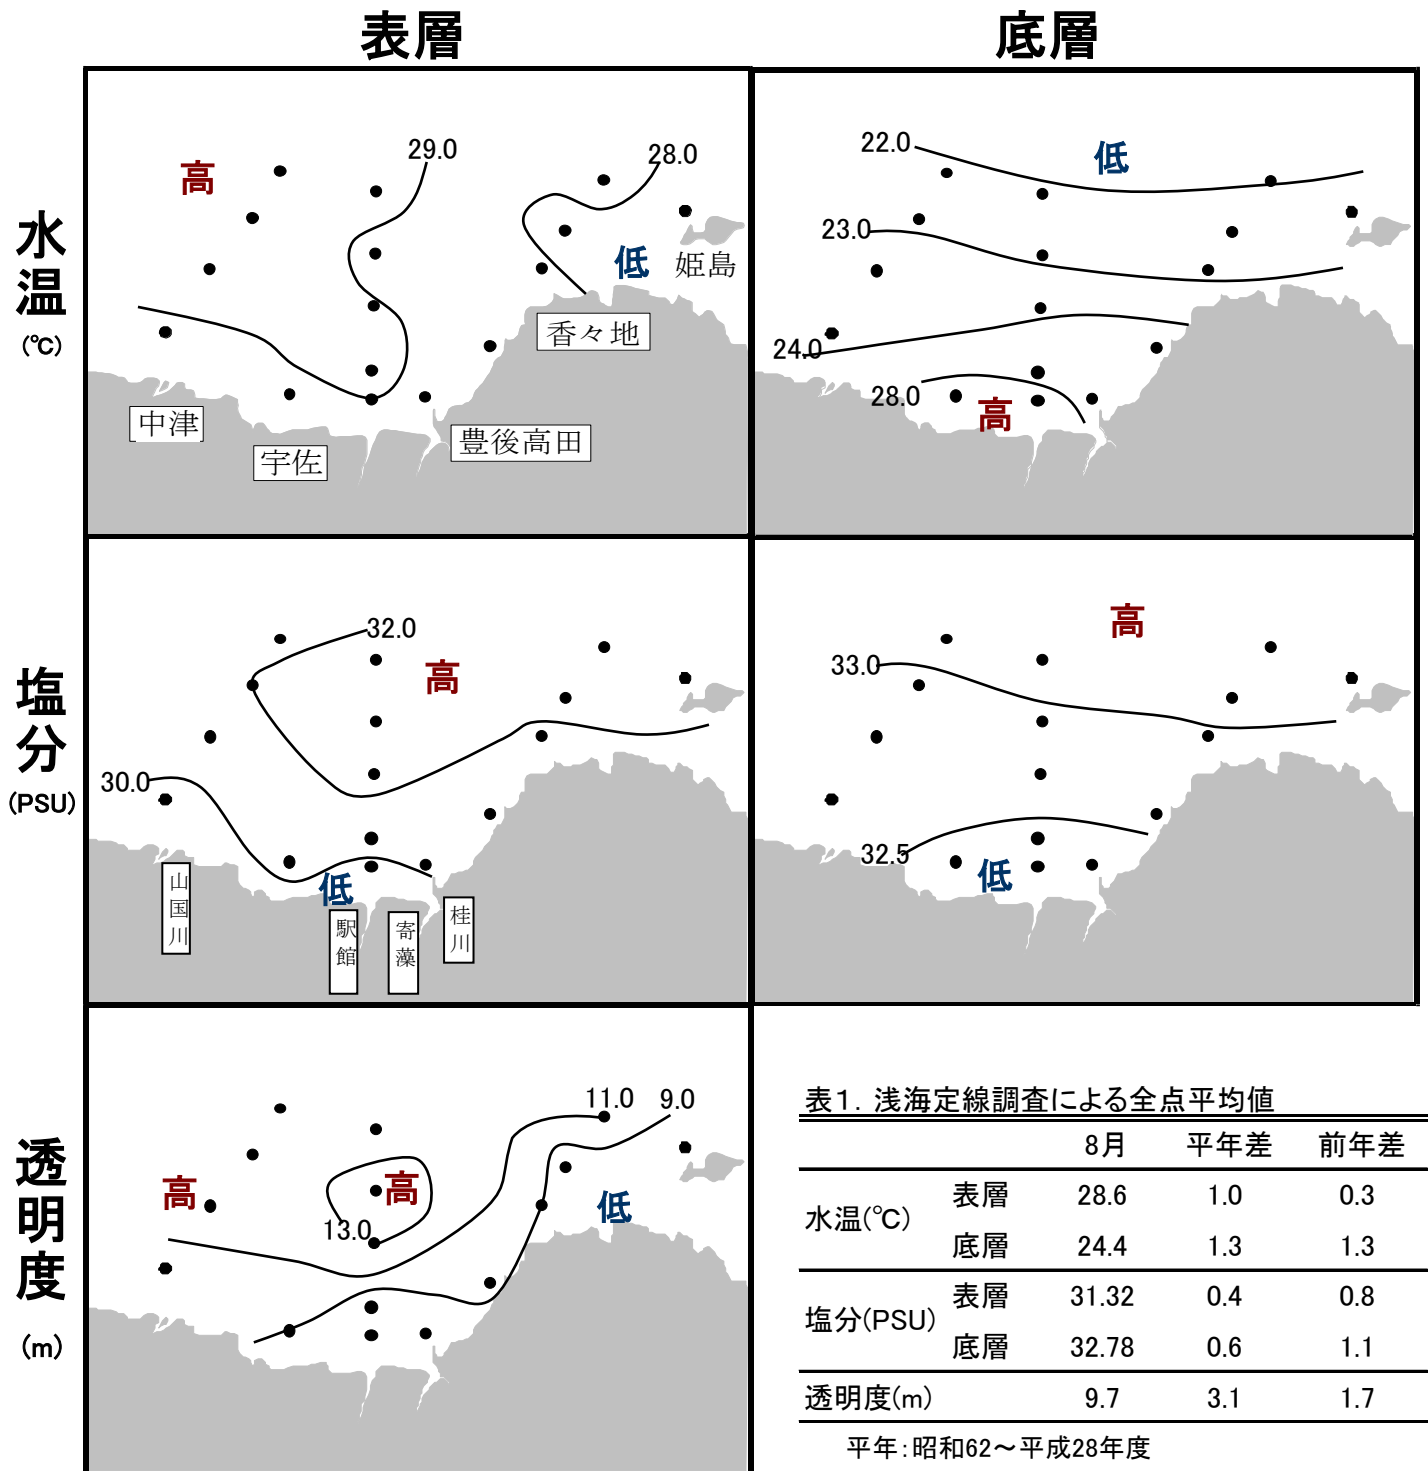 表層
底層
水温
(℃)
高
29.0
28.0
低
姫島
香々地
中津
宇佐
豊後高田
22.0
低
23.0
24.0
28.0
高
塩分
(PSU)
32.0
高
30.0
低
山国川
駅館
寄藻
桂川
高
33.0
32.5
低
透明度
(m)
11.0
9.0
高
高
13.0
低
表1. 浅海定線調査による全点平均値
8月 平年差 前年差
水温(℃) 表層 28.6 1.0 0.3
底層 24.4 1.3 1.3
塩分(PSU) 表層 31.32 0.4 0.8
底層 32.78 0.6 1.1
透明度(m) 9.7 3.1 1.7
平年:昭和62～平成28年度